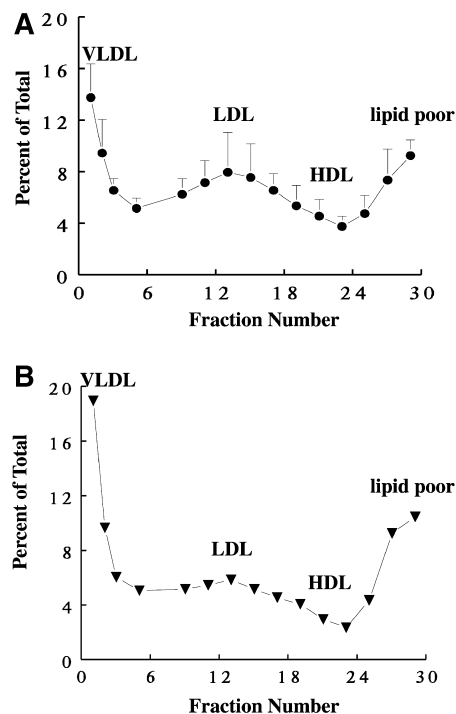 A
20
VLDL
16
12
LDL
lipid poor
8
HDL
4
0
0 6 12 18 24 30
Percent of Total
Fraction Number
B
VLDL
20
16
12
lipid poor
8
LDL
HDL
4
0
0 6 12 18 24 30
Percent of Total
Fraction Number